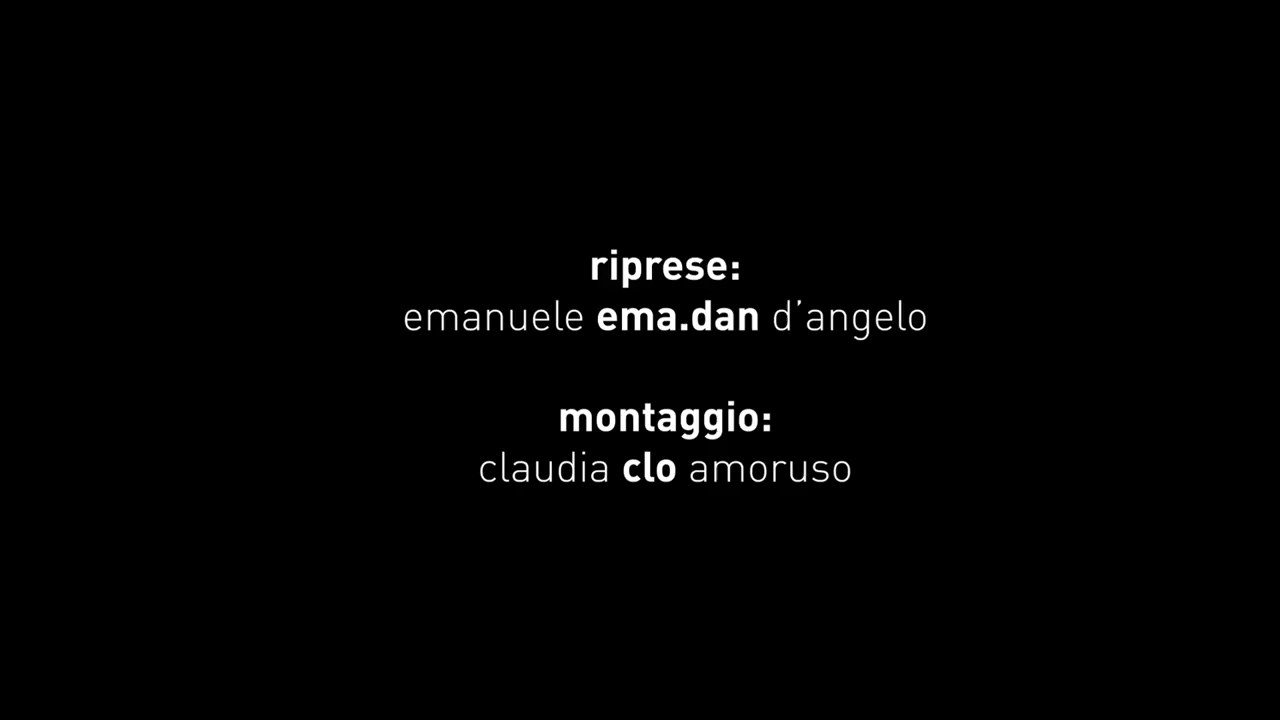 riprese:
emanuele ema.dan d’angelo
montaggio:
claudia clo amoruso